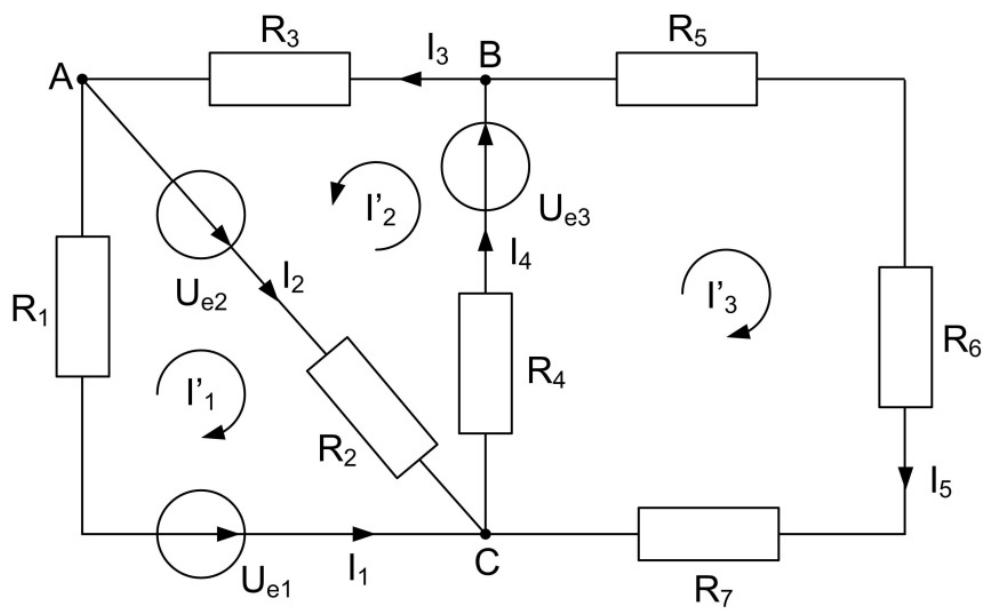 R₃
I₃
B
R₅
A
I'₂
Uₑ₃
I₄
I₂
Uₑ₂
R₁
I'₃
R₆
R₄
I'₁
R₂
I₅
I₁
C
Uₑ₁
R₇